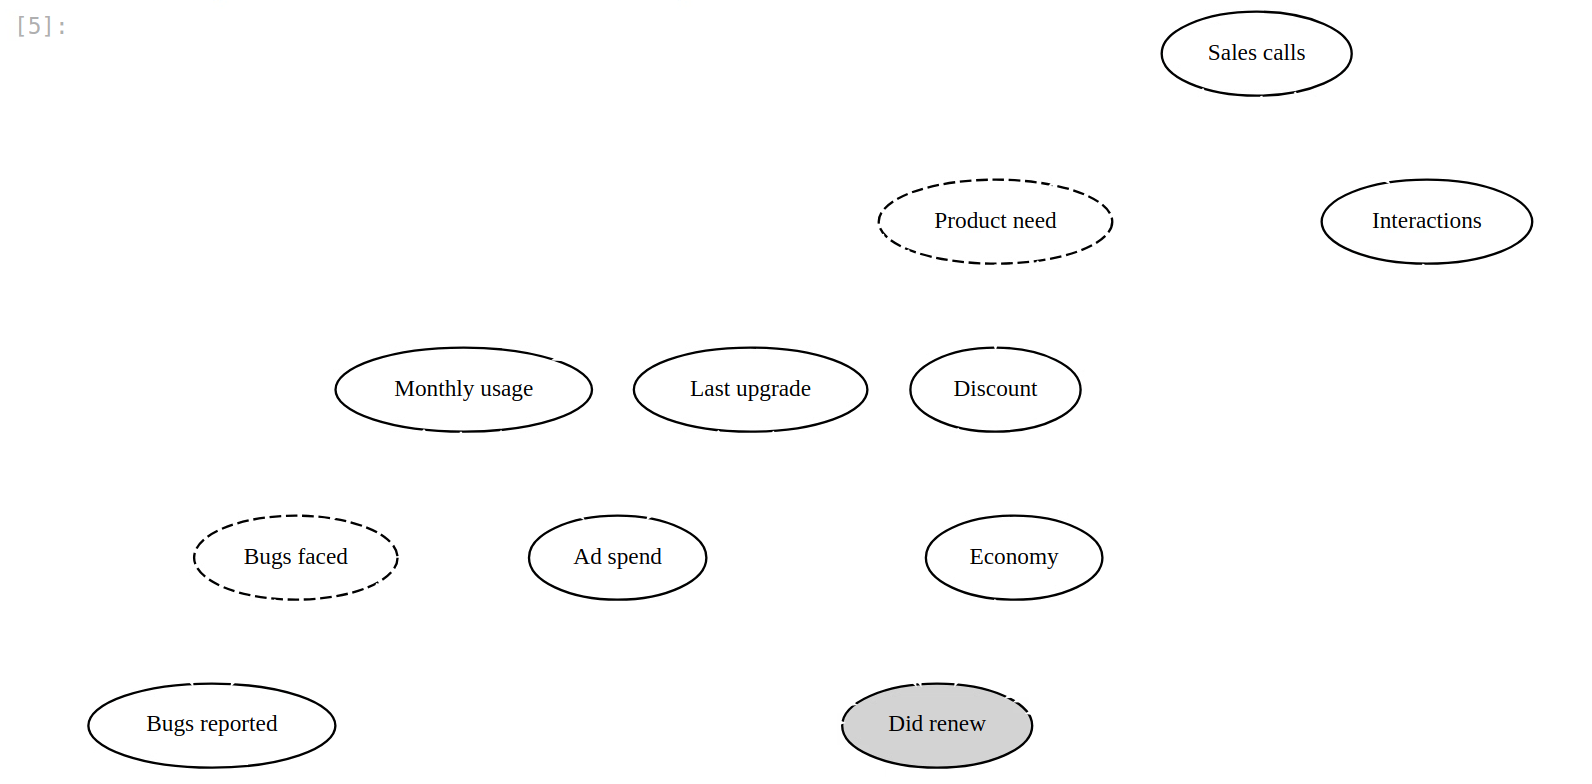 [5]:
Sales calls
Product need
Interactions
Monthly usage
Last upgrade
Discount
Bugs faced
Ad spend
Economy
Bugs reported
Did renew